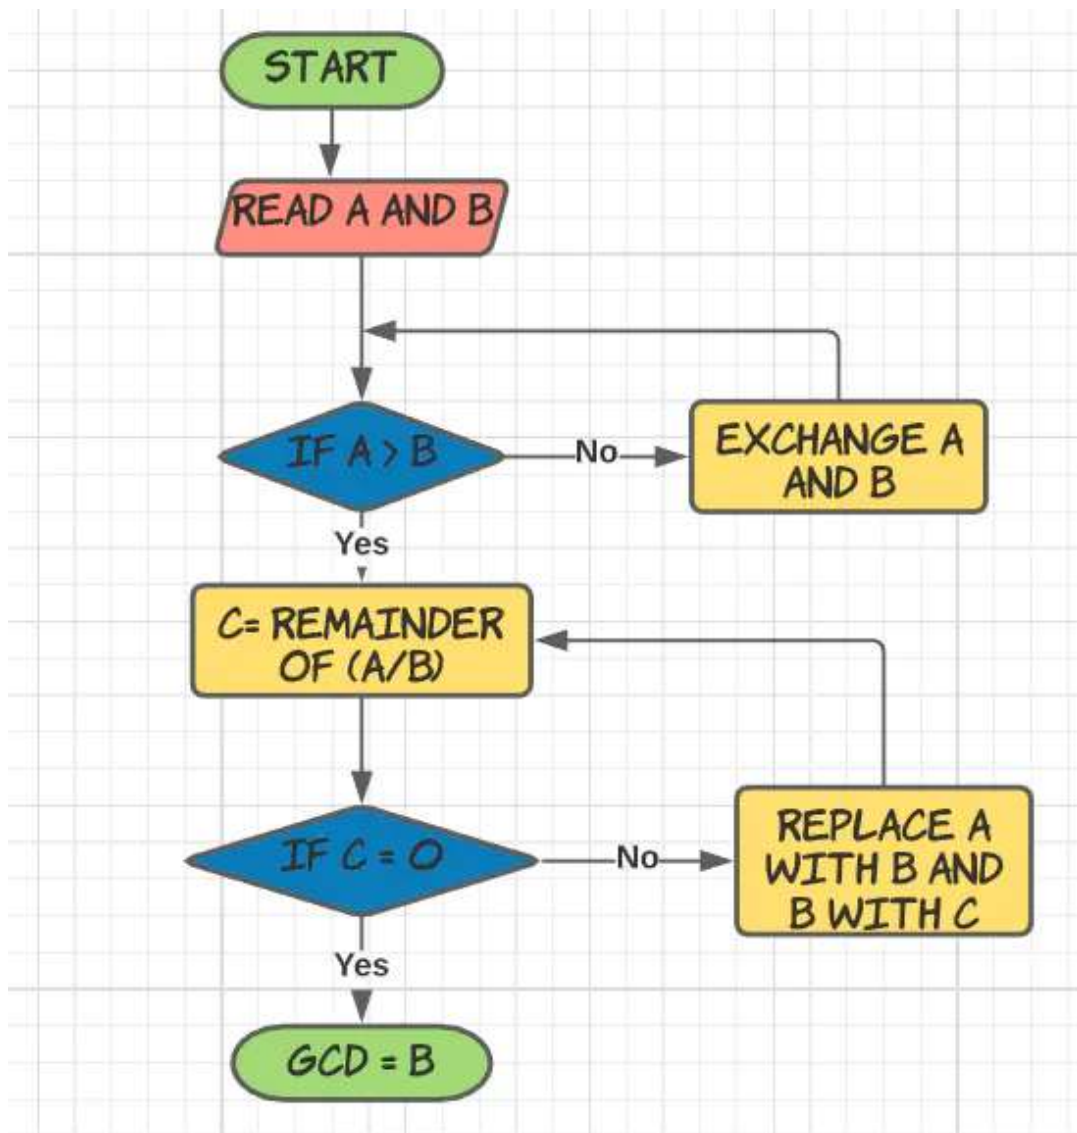 START
READ A AND B
IF A > B
No
EXCHANGE A
AND B
Yes
C= REMAINDER
OF (A/B)
IF C = 0
No
REPLACE A
WITH B AND
B WITH C
Yes
GCD = B